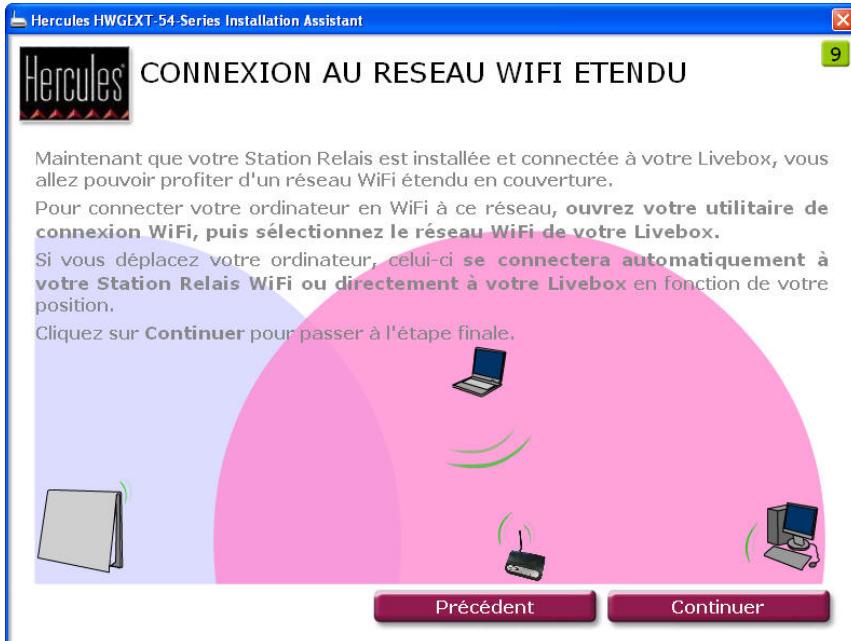 Hercules HWGEXT-54-Series Installation Assistant
9
Hercules
CONNEXION AU RESEAU WIFI ETENDU
Maintenant que votre Station Relais est installée et connectée à votre Livebox, vous
allez pouvoir profiter d'un réseau WiFi étendu en couverture.
Pour connecter votre ordinateur en WiFi à ce réseau, ouvrez votre utilitaire de
connexion WiFi, puis sélectionnez le réseau WiFi de votre Livebox.
Si vous déplacez votre ordinateur, celui-ci se connectera automatiquement à
votre Station Relais WiFi ou directement à votre Livebox en fonction de votre
position.
Cliquez sur Continuer pour passer à l'étape finale.
Précédent
Continuer